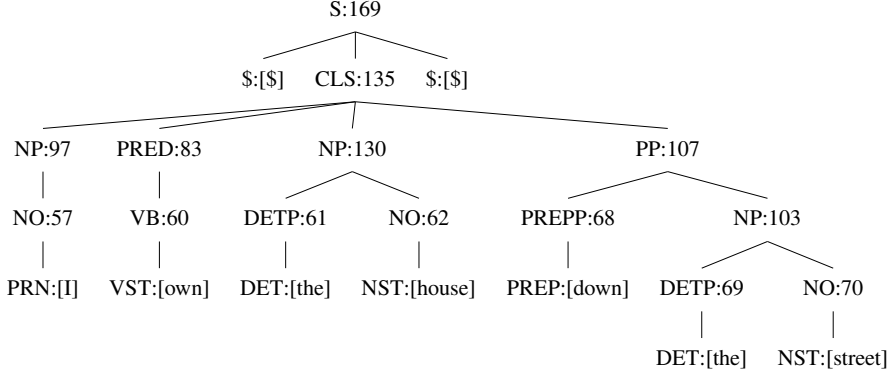 S:169
$:[$] CLS:135 $:[$]
NP:97 PRED:83 NP:130 PP:107
NO:57 VB:60 DETP:61 NO:62 PREPP:68 NP:103
PRN:[I] VST:[own] DET:[the] NST:[house] PREP:[down] DETP:69 NO:70
DET:[the] NST:[street]